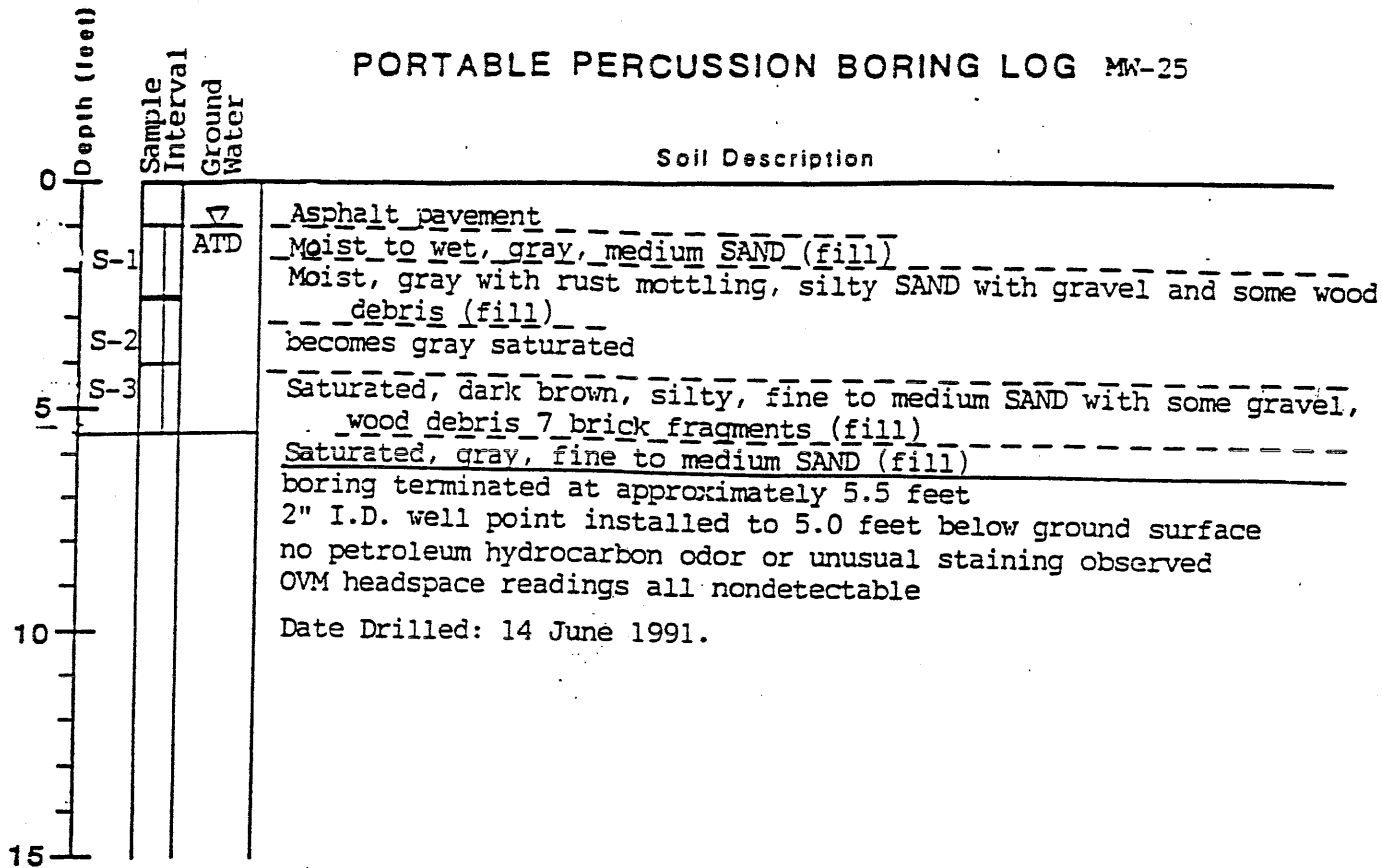 PORTABLE PERCUSSION BORING LOG MW-25
Depth (feet)
Sample Interval
Ground Water
Soil Description
0
Asphalt pavement
ATD
Moist to wet, gray, medium SAND (fill)
S-1
Moist, gray with rust mottling, silty SAND with gravel and some wood
debris (fill)
S-2
becomes gray saturated
S-3
Saturated, dark brown, silty, fine to medium SAND with some gravel,
5
wood debris 7 brick fragments (fill)
Saturated, gray, fine to medium SAND (fill)
boring terminated at approximately 5.5 feet
2" I.D. well point installed to 5.0 feet below ground surface
no petroleum hydrocarbon odor or unusual staining observed
OVM headspace readings all nondetectable
10
Date Drilled: 14 June 1991.
15